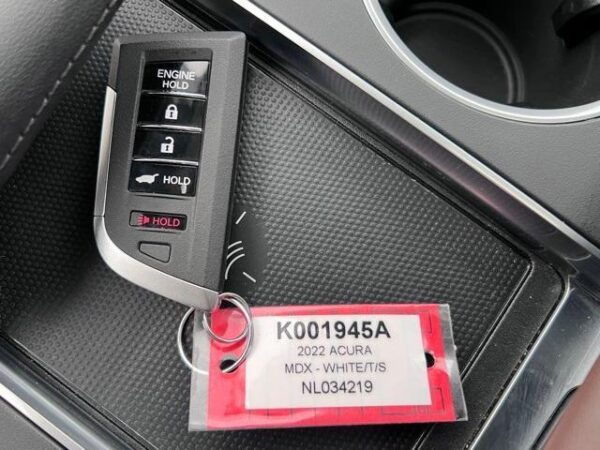 ENGINE
HOLD
HOLD
HOLD
K001945A
2022 ACURA
MDX - WHITE/T/S
NL034219